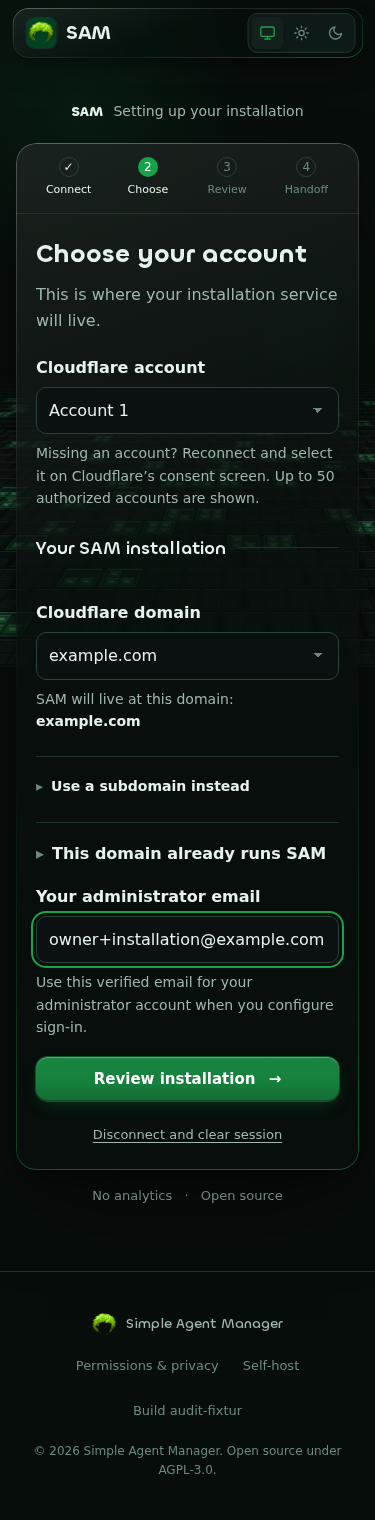 SAM
SAM Setting up your installation
✓ 2 3 4
Connect Choose Review Handoff
Choose your account
This is where your installation service
will live.
Cloudflare account
Account 1
Missing an account? Reconnect and select
it on Cloudflare’s consent screen. Up to 50
authorized accounts are shown.
Your SAM installation
Cloudflare domain
example.com
SAM will live at this domain:
example.com
▸ Use a subdomain instead
▸ This domain already runs SAM
Your administrator email
owner+installation@example.com
Use this verified email for your
administrator account when you configure
sign-in.
Review installation →
Disconnect and clear session
No analytics · Open source
Simple Agent Manager
Permissions & privacy Self-host
Build audit-fixtur
© 2026 Simple Agent Manager. Open source under
AGPL-3.0.